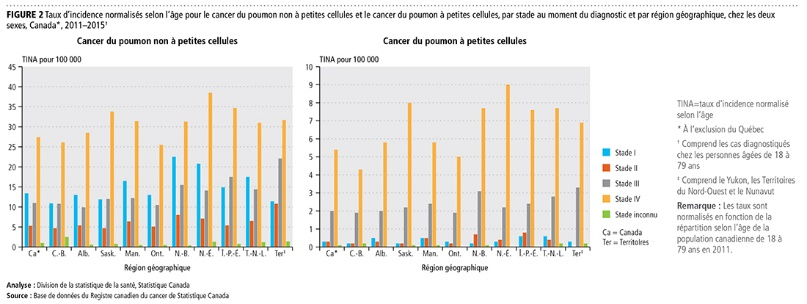 FIGURE 2 Taux d'incidence normalisés selon l'âge pour le cancer du poumon non à petites cellules et le cancer du poumon à petites cellules, par stade au moment du diagnostic et par région géographique, chez les deux
sexes, Canada*, 2011–2015†
Cancer du poumon non à petites cellules
TINA pour 100 000
45
40
35
30
25
20
15
10
5
0
Ca* C.-B. Alb. Sask. Man. Ont. N.-B. N.-É. Î.-P.-É. T.-N.-L. Ter‡
Région géographique
Cancer du poumon à petites cellules
TINA pour 100 000
10
9
8
7
6
5
4
3
2
1
0
Ca* C.-B. Alb. Sask. Man. Ont. N.-B. N.-É. Î.-P.-É. T.-N.-L. Ter‡
Région géographique
Stade I
Stade II
Stade III
Stade IV
Stade inconnu
Ca = Canada
Ter = Territoires
TINA=taux d'incidence normalisé
selon l'âge
* À l'exclusion du Québec
† Comprend les cas diagnostiqués
chez les personnes âgées de 18 à
79 ans
‡ Comprend le Yukon, les Territoires
du Nord-Ouest et le Nunavut
Remarque : Les taux sont
normalisés en fonction de la
répartition selon l'âge de la
population canadienne de 18 à
79 ans en 2011.
Analyse : Division de la statistique de la santé, Statistique Canada
Source : Base de données du Registre canadien du cancer de Statistique Canada